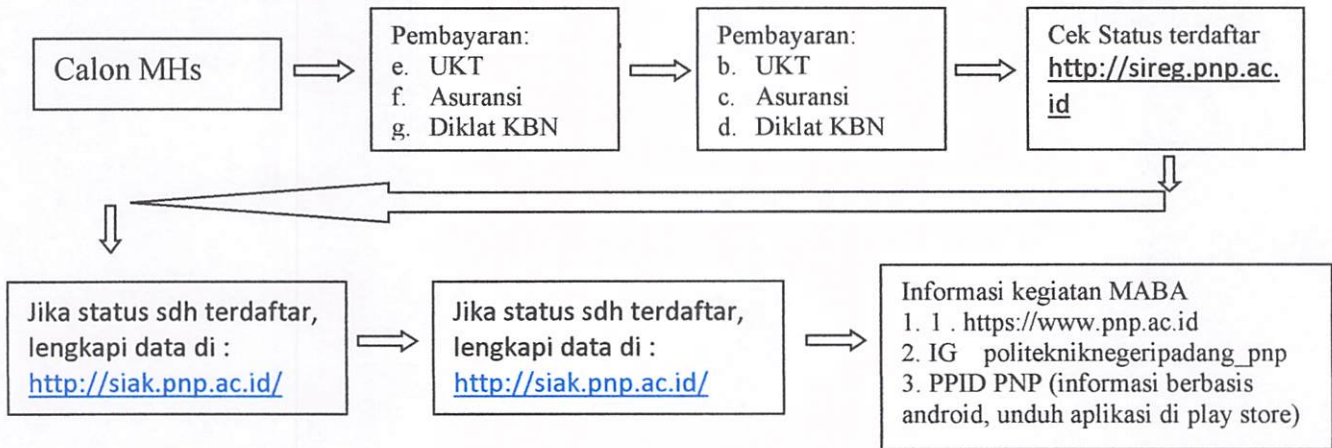 Calon MHs
Pembayaran:
e. UKT
f. Asuransi
g. Diklat KBN
Pembayaran:
b. UKT
c. Asuransi
d. Diklat KBN
Cek Status terdaftar
http://sireg.pnp.ac.
id
Jika status sdh terdaftar,
lengkapi data di :
http://siak.pnp.ac.id/
Jika status sdh terdaftar,
lengkapi data di :
http://siak.pnp.ac.id/
Informasi kegiatan MABA
1. 1 . https://www.pnp.ac.id
2. IG politekniknegeripadang_pnp
3. PPID PNP (informasi berbasis
android, unduh aplikasi di play store)